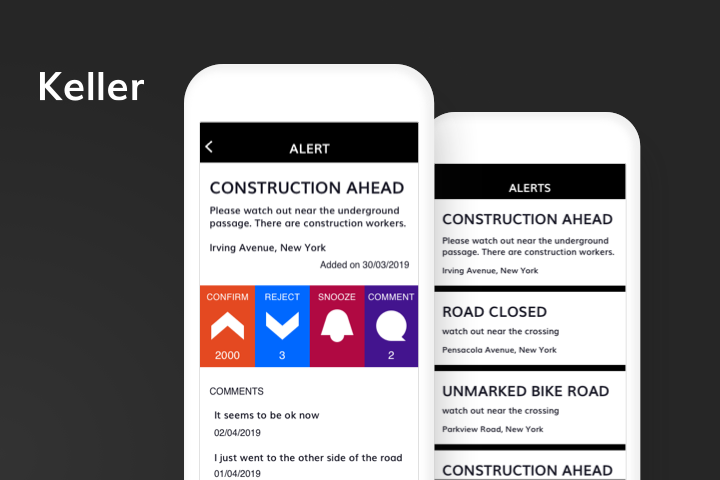 Keller
ALERT
CONSTRUCTION AHEAD
Please watch out near the underground
passage. There are construction workers.
Irving Avenue, New York
Added on 30/03/2019
CONFIRM REJECT SNOOZE COMMENT
2000 3 2
COMMENTS
It seems to be ok now
02/04/2019
I just went to the other side of the road
01/04/2019
ALERTS
CONSTRUCTION AHEAD
Please watch out near the underground
passage. There are construction workers.
Irving Avenue, New York
ROAD CLOSED
watch out near the crossing
Pensacola Avenue, New York
UNMARKED BIKE ROAD
watch out near the crossing
Parkview Road, New York
CONSTRUCTION AHEAD